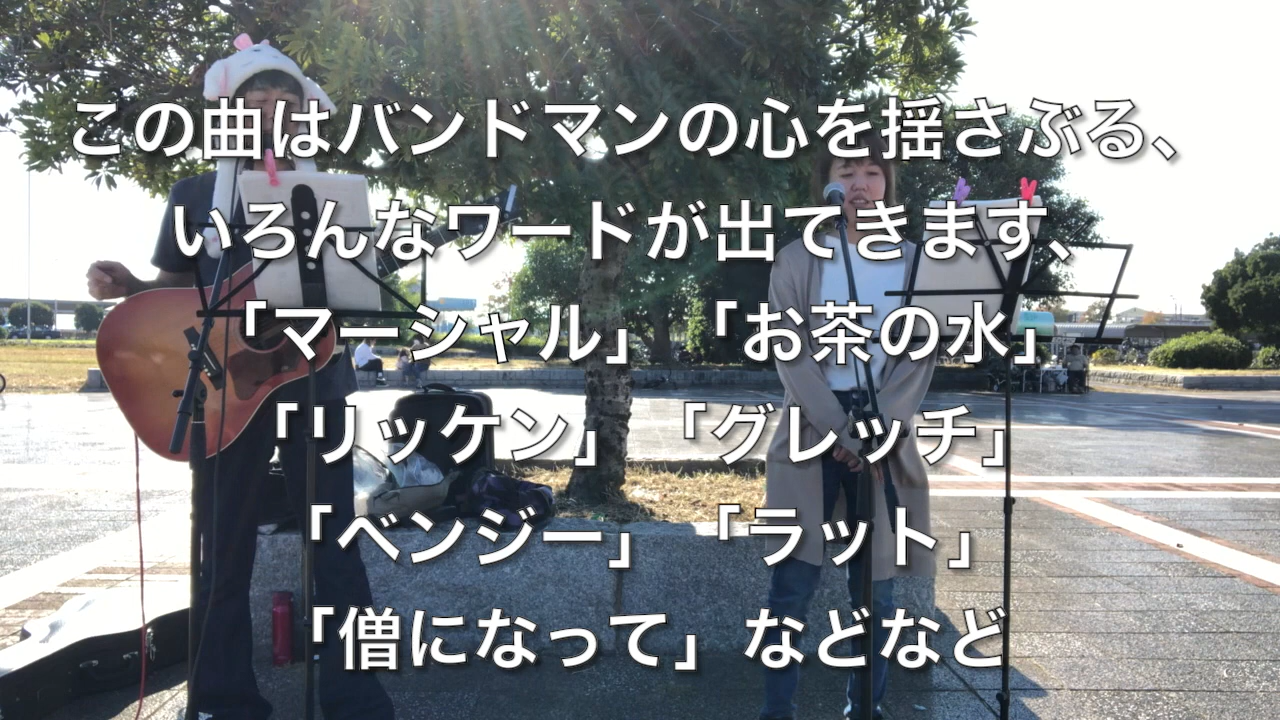 この曲はバンドマンの心を揺さぶる、
いろんなワードが出てきます、
「マーシャル」「お茶の水」
「リッケン」「グレッチ」
「ベンジー」「ラット」
「僧になって」などなど